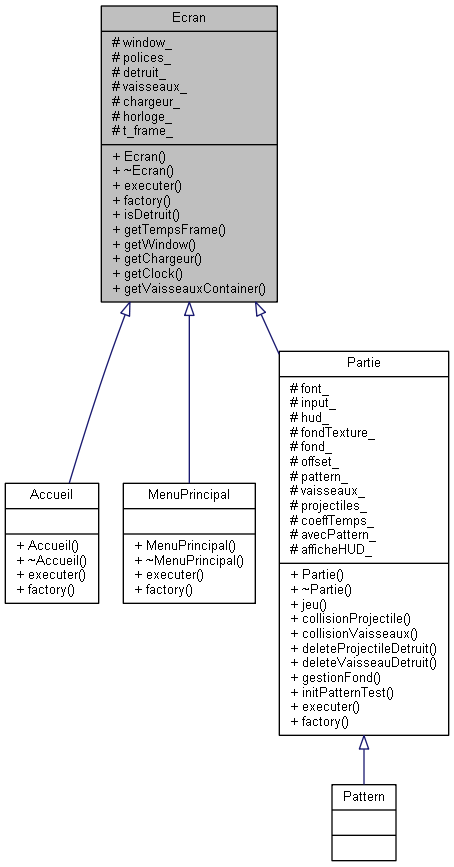 Ecran
# window_
# polices_
# detruit_
# vaisseaux_
# chargeur_
# horloge_
# t_frame_
+ Ecran()
+ ~Ecran()
+ executer()
+ factory()
+ isDetruit()
+ getTempsFrame()
+ getWindow()
+ getChargeur()
+ getClock()
+ getVaisseauxContainer()
Accueil
+ Accueil()
+ ~Accueil()
+ executer()
+ factory()
MenuPrincipal
+ MenuPrincipal()
+ ~MenuPrincipal()
+ executer()
+ factory()
Partie
# font_
# input_
# hud_
# fondTexture_
# fond_
# offset_
# pattern_
# vaisseaux_
# projectiles_
# coeffTemps_
# avecPattern_
# afficheHUD_
+ Partie()
+ ~Partie()
+ jeu()
+ collisionProjectile()
+ collisionVaisseaux()
+ deleteProjectileDetruit()
+ deleteVaisseauDetruit()
+ gestionFond()
+ initPatternTest()
+ executer()
+ factory()
Pattern